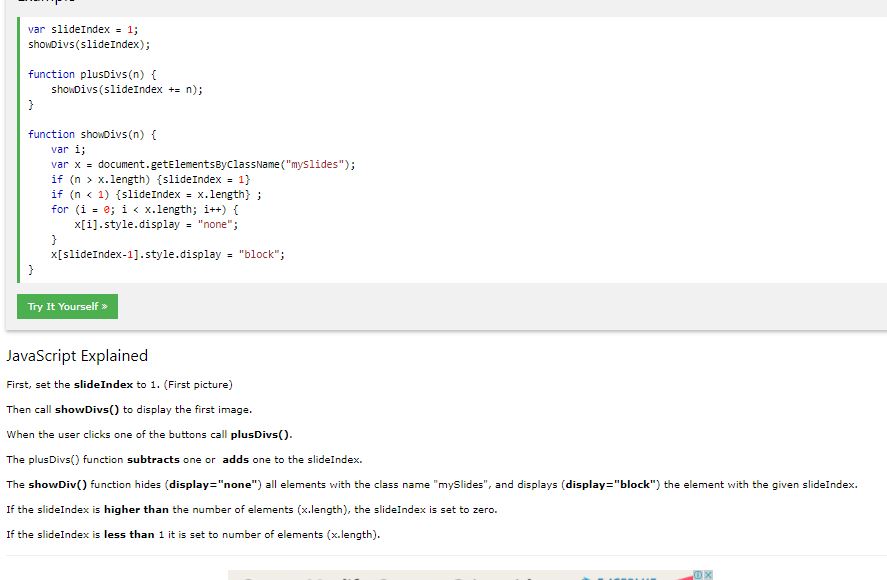 var slideIndex = 1;
showDivs(slideIndex);
function plusDivs(n) {
    showDivs(slideIndex += n);
}
function showDivs(n) {
    var i;
    var x = document.getElementsByClassName("mySlides");
    if (n > x.length) {slideIndex = 1}
    if (n < 1) {slideIndex = x.length} ;
    for (i = 0; i < x.length; i++) {
        x[i].style.display = "none";
    }
    x[slideIndex-1].style.display = "block";
}
Try It Yourself »
JavaScript Explained
First, set the slideIndex to 1. (First picture)
Then call showDivs() to display the first image.
When the user clicks one of the buttons call plusDivs().
The plusDivs() function subtracts one or  adds one to the slideIndex.
The showDiv() function hides (display="none") all elements with the class name "mySlides", and displays (display="block") the element with the given slideIndex.
If the slideIndex is higher than the number of elements (x.length), the slideIndex is set to zero.
If the slideIndex is less than 1 it is set to number of elements (x.length).